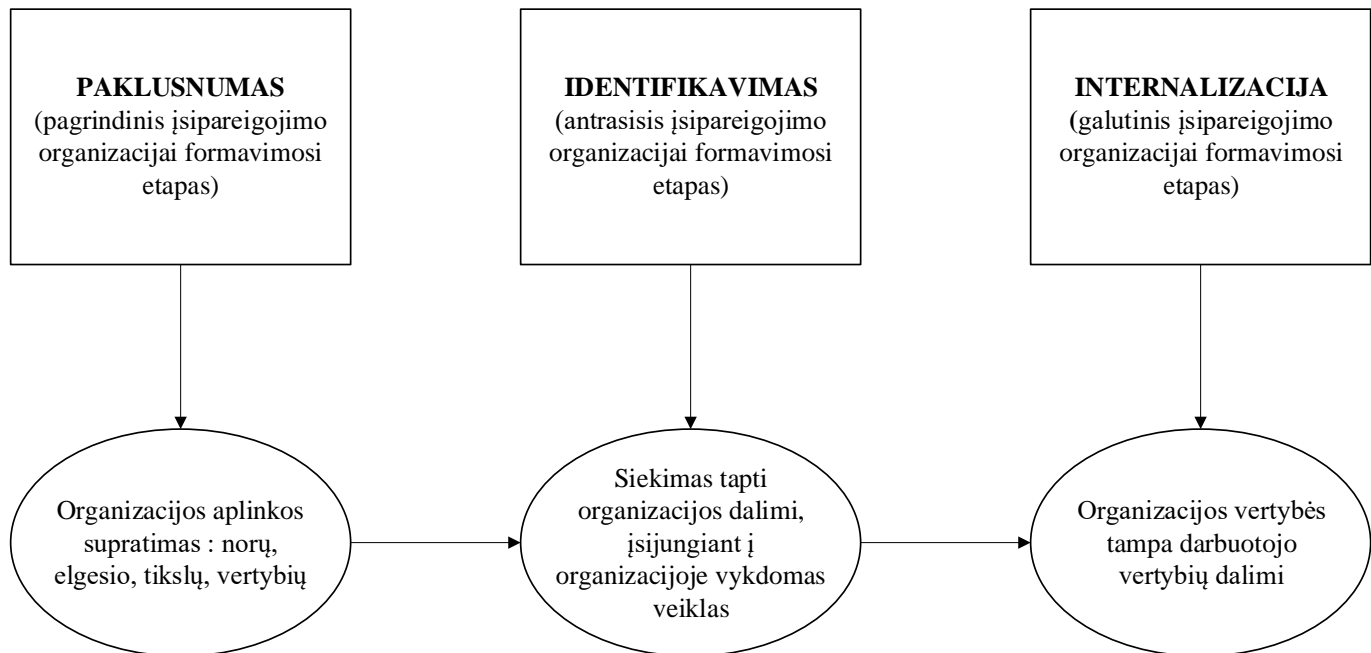 PAKLUSNUMAS
(pagrindinis įsipareigojimo
organizacijai formavimosi
etapas)
IDENTIFIKAVIMAS
(antrasisis įsipareigojimo
organizacijai formavimosi
etapas)
INTERNALIZACIJA
(galutinis įsipareigojimo
organizacijai formavimosi
etapas)
Organizacijos aplinkos
supratimas : norų,
elgesio, tikslų, vertybių
Siekimas tapti
organizacijos dalimi,
įsijungiant į
organizacijoje vykdomas
veiklas
Organizacijos vertybės
tampa darbuotojo
vertybių dalimi